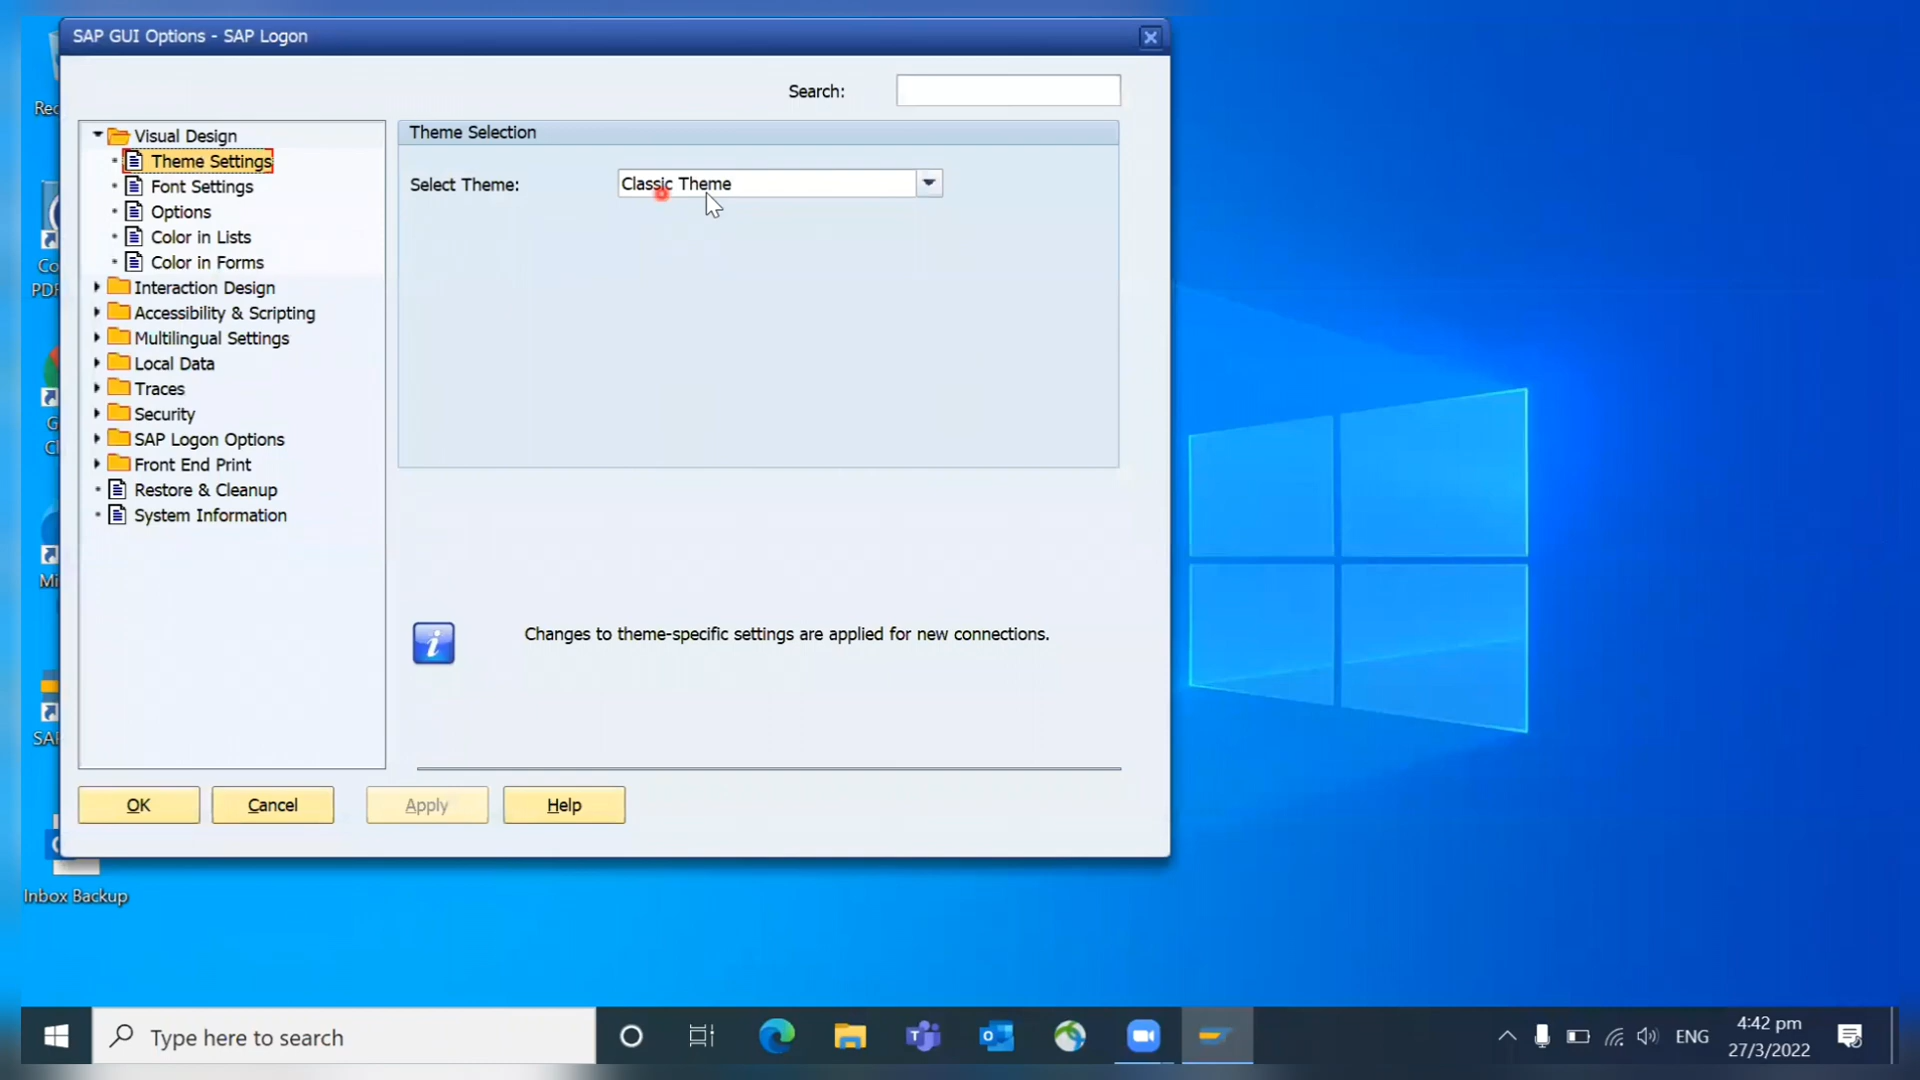 SAP GUI Options - SAP Logon
Search:
Visual Design
Theme Settings
Font Settings
Options
Color in Lists
Color in Forms
Interaction Design
Accessibility & Scripting
Multilingual Settings
Local Data
Traces
Security
SAP Logon Options
Front End Print
Restore & Cleanup
System Information
Theme Selection
Select Theme: Classic Theme
Changes to theme-specific settings are applied for new connections.
OK Cancel Apply Help
Inbox Backup
Type here to search
ENG
4:42 pm
27/3/2022